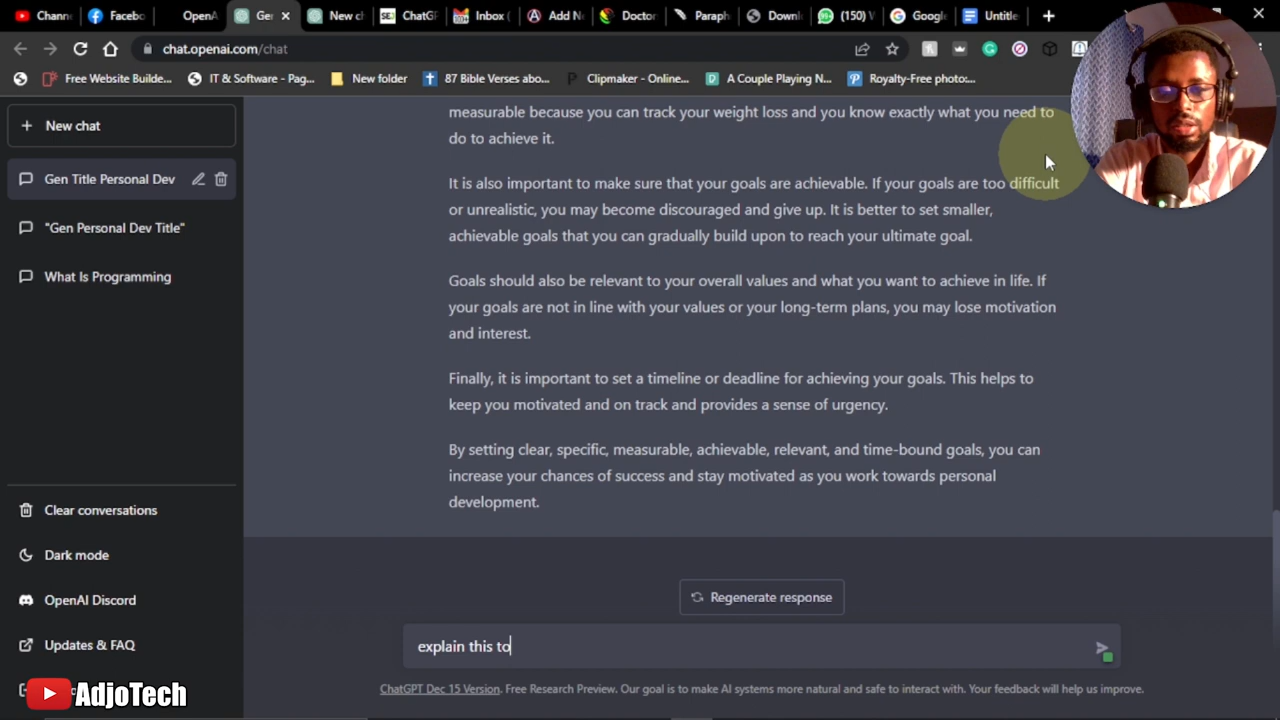 Chann
Facebo
OpenA
Ger
New ch
ChatGP
Inbox (
Add Ne
Doctor
Paraph
Downl
(150) V
Google
Untitle
chat.openai.com/chat
Free Website Builde...
IT & Software - Pag...
New folder
87 Bible Verses abo...
Clipmaker - Online...
A Couple Playing N...
Royalty-Free photo:...
New chat
Gen Title Personal Dev
"Gen Personal Dev Title"
What Is Programming
measurable because you can track your weight loss and you know exactly what you need to
do to achieve it.
It is also important to make sure that your goals are achievable. If your goals are too difficult
or unrealistic, you may become discouraged and give up. It is better to set smaller,
achievable goals that you can gradually build upon to reach your ultimate goal.
Goals should also be relevant to your overall values and what you want to achieve in life. If
your goals are not in line with your values or your long-term plans, you may lose motivation
and interest.
Finally, it is important to set a timeline or deadline for achieving your goals. This helps to
keep you motivated and on track and provides a sense of urgency.
By setting clear, specific, measurable, achievable, relevant, and time-bound goals, you can
increase your chances of success and stay motivated as you work towards personal
development.
Clear conversations
Dark mode
OpenAI Discord
Updates & FAQ
Regenerate response
explain this to
ChatGPT Dec 15 Version. Free Research Preview. Our goal is to make AI systems more natural and safe to interact with. Your feedback will help us improve.
AdjoTech